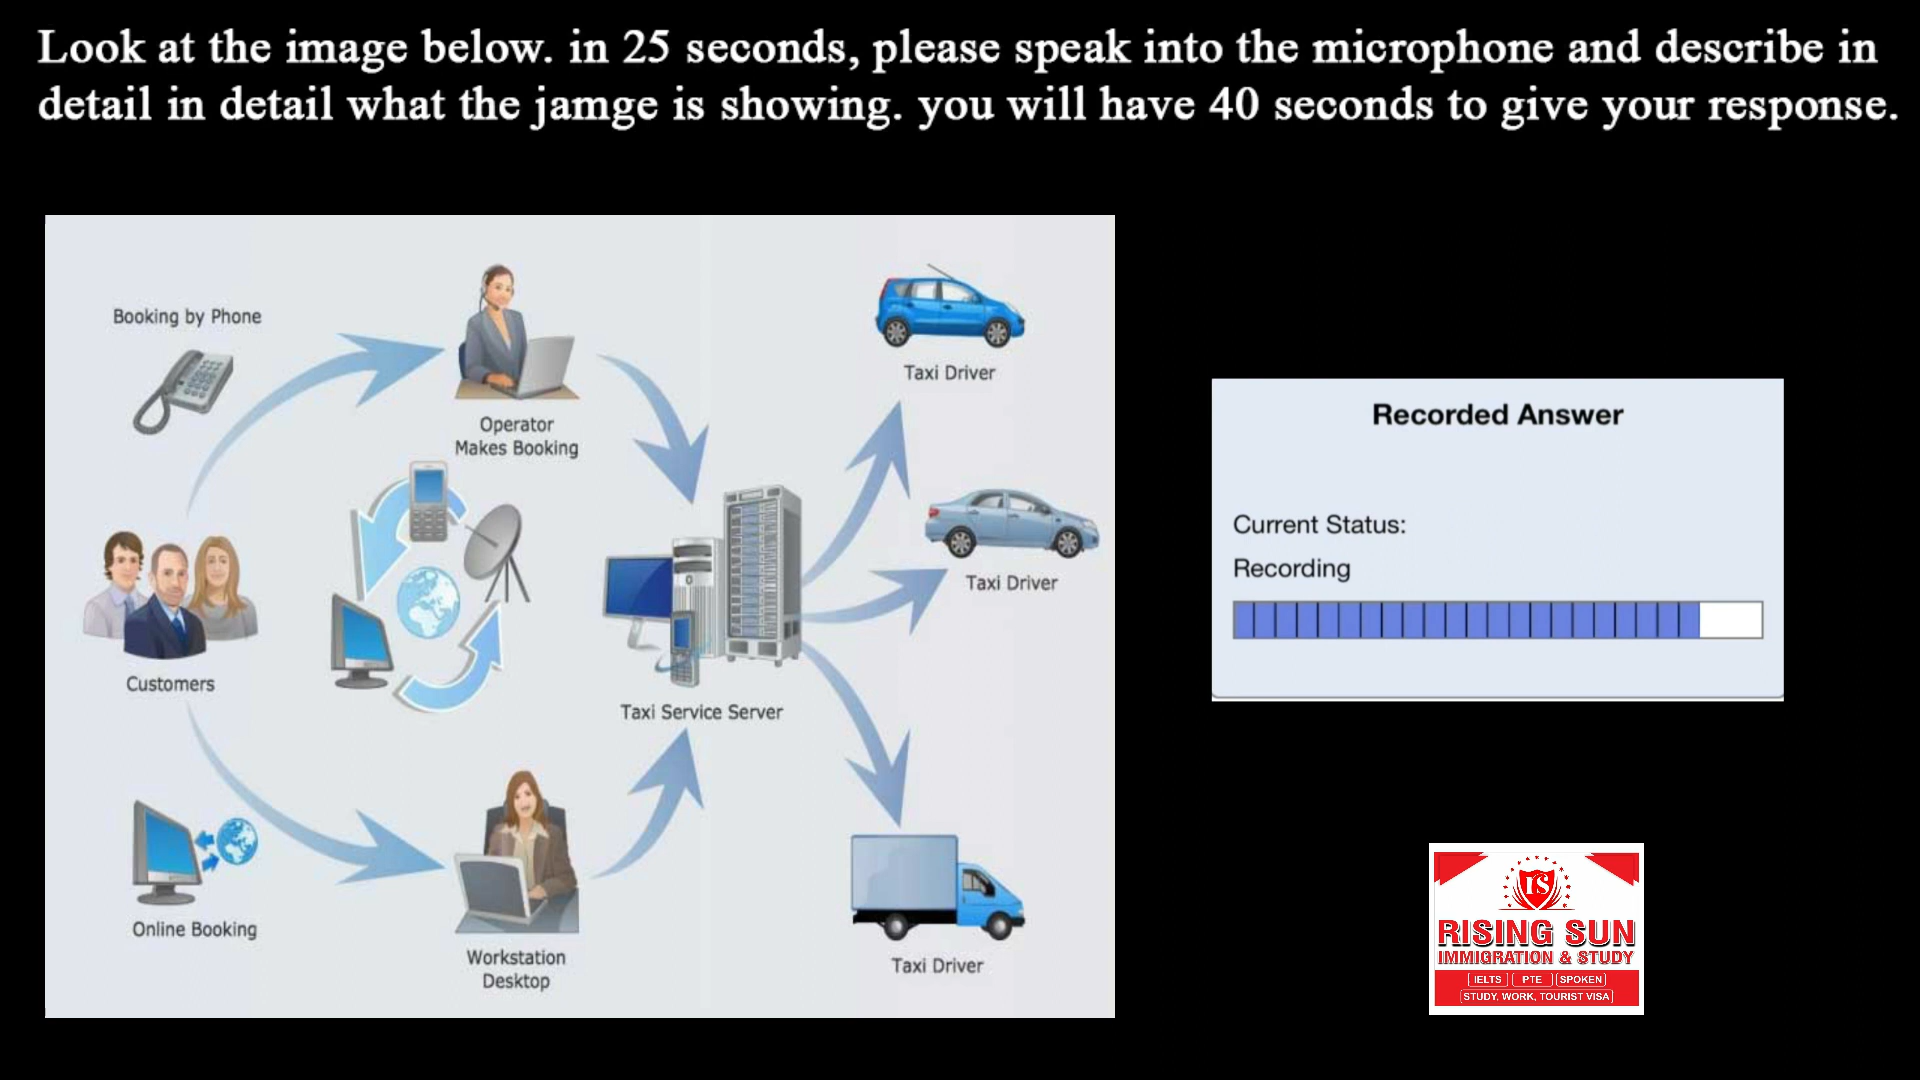 Look at the image below. in 25 seconds, please speak into the microphone and describe in
detail in detail what the jamge is showing. you will have 40 seconds to give your response.
Booking by Phone
Operator
Makes Booking
Customers
Online Booking
Workstation
Desktop
Taxi Service Server
Taxi Driver
Taxi Driver
Taxi Driver
Recorded Answer
Current Status:
Recording
RS
RISING SUN
IMMIGRATION & STUDY
IELTS PTE SPOKEN
STUDY, WORK, TOURIST VISA